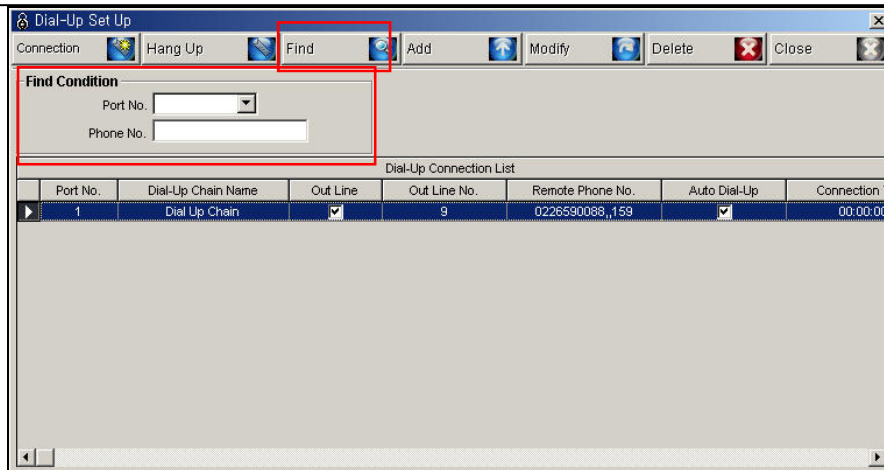 Dial-Up Set Up
Connection Hang Up Find Add Modify Delete Close
Find Condition
Port No.
Phone No.
Dial-Up Connection List
Port No. Dial-Up Chain Name Out Line Out Line No. Remote Phone No. Auto Dial-Up Connection
1 Dial Up Chain 9 0226590088,,159 00:00:00